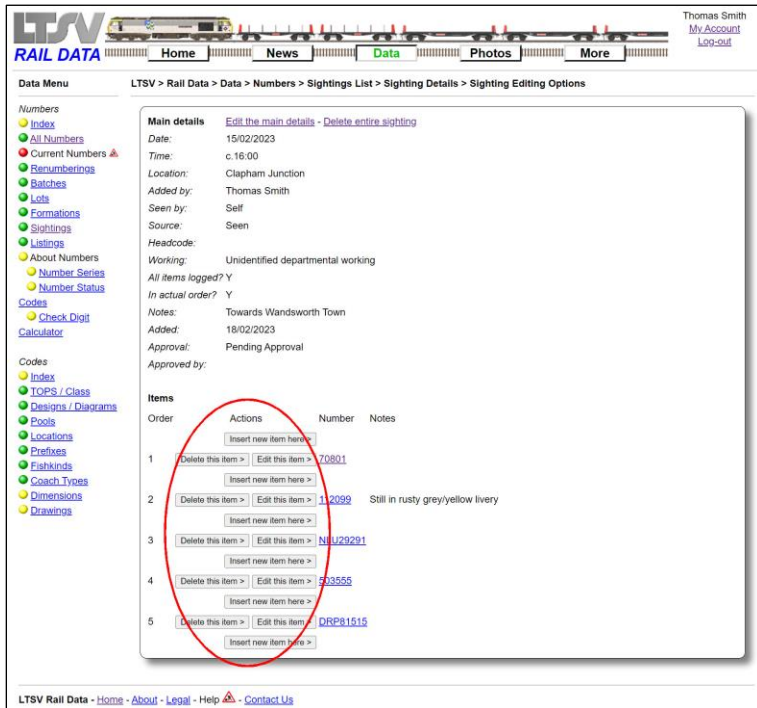 LTSV
RAIL DATA
Home
News
Data
Photos
More
Thomas Smith
My Account
Log-out
Data Menu
LTSV > Rail Data > Data > Numbers > Sightings List > Sighting Details > Sighting Editing Options
Numbers
Index
All Numbers
Current Numbers
Renumberings
Batches
Lots
Formations
Sightings
Listings
About Numbers
Number Series
Number Status
Codes
Check Digit
Calculator
Codes
Index
TOPS / Class
Designs / Diagrams
Pools
Locations
Prefixes
Fishkinds
Coach Types
Dimensions
Drawings
Main details Edit the main details - Delete entire sighting
Date: 15/02/2023
Time: c.16:00
Location: Clapham Junction
Added by: Thomas Smith
Seen by: Self
Source: Seen
Headcode:
Working: Unidentified departmental working
All items logged? Y
In actual order? Y
Notes: Towards Wandsworth Town
Added: 18/02/2023
Approval: Pending Approval
Approved by:
Items
Order Actions Number Notes
Insert new item here >
1 Delete this item > Edit this item > 70801
Insert new item here >
2 Delete this item > Edit this item > 112099 Still in rusty grey/yellow livery
Insert new item here >
3 Delete this item > Edit this item > NLU29291
Insert new item here >
4 Delete this item > Edit this item > 503555
Insert new item here >
5 Delete this item > Edit this item > DRP81515
Insert new item here >
LTSV Rail Data - Home - About - Legal - Help - Contact Us